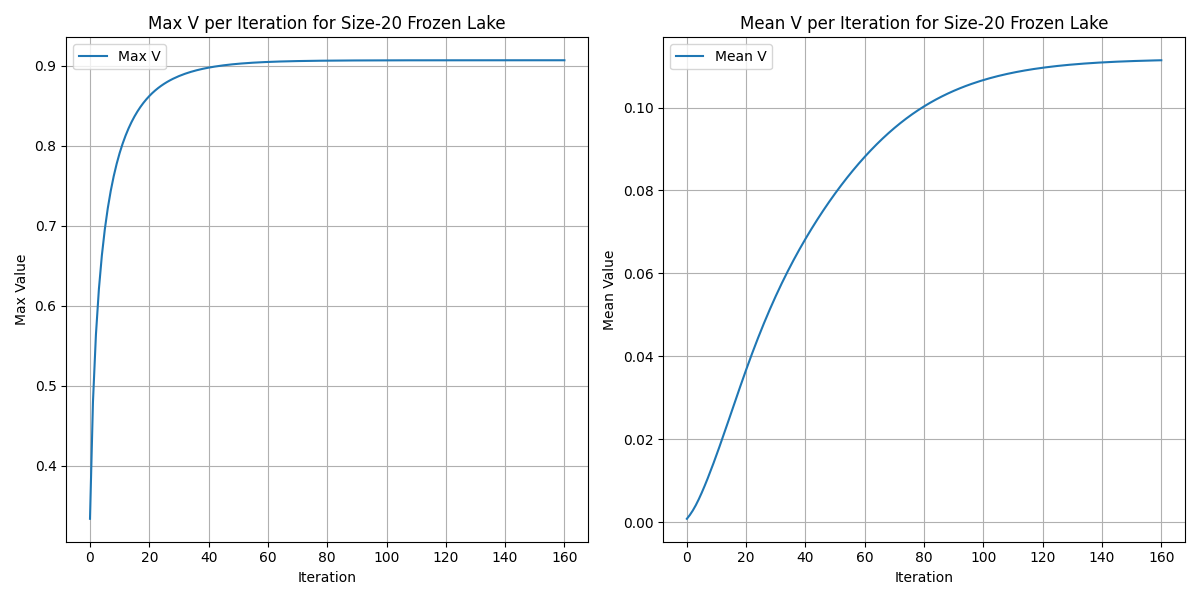 Max V per Iteration for Size-20 Frozen Lake
Max V
0.9
0.8
0.7
0.6
0.5
0.4
Max Value
0 20 40 60 80 100 120 140 160
Iteration
Mean V per Iteration for Size-20 Frozen Lake
Mean V
0.10
0.08
0.06
0.04
0.02
0.00
Mean Value
0 20 40 60 80 100 120 140 160
Iteration